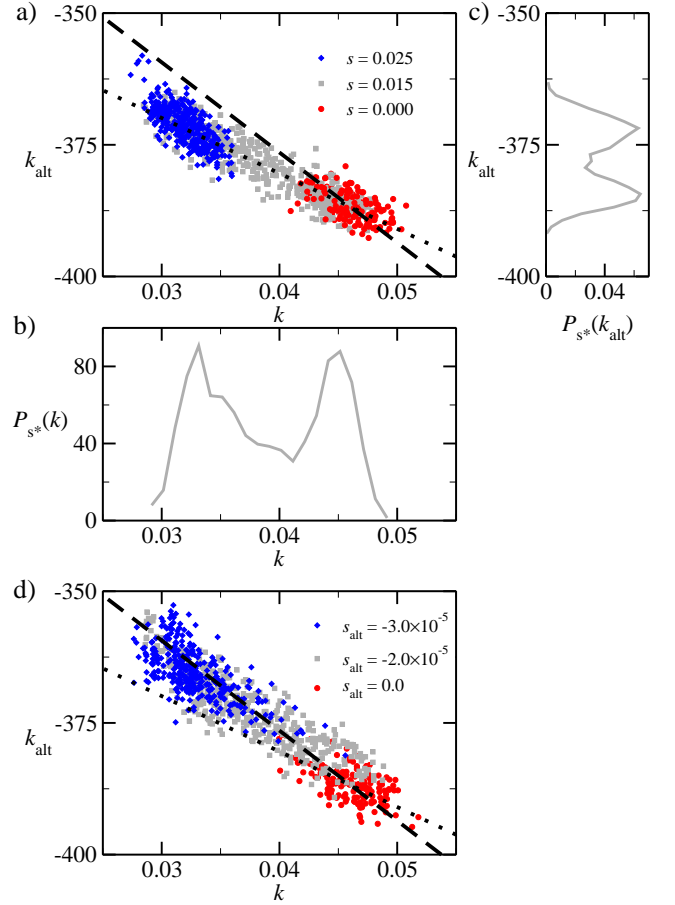 a)
-350
-375
-400
k_alt
0.03
0.04
0.05
k
s = 0.025
s = 0.015
s = 0.000
c)
-350
-375
-400
k_alt
0
0.04
P_s*(k_alt)
b)
80
40
0
P_s*(k)
0.03
0.04
0.05
k
d)
-350
-375
-400
k_alt
0.03
0.04
0.05
k
s_alt = -3.0×10^-5
s_alt = -2.0×10^-5
s_alt = 0.0